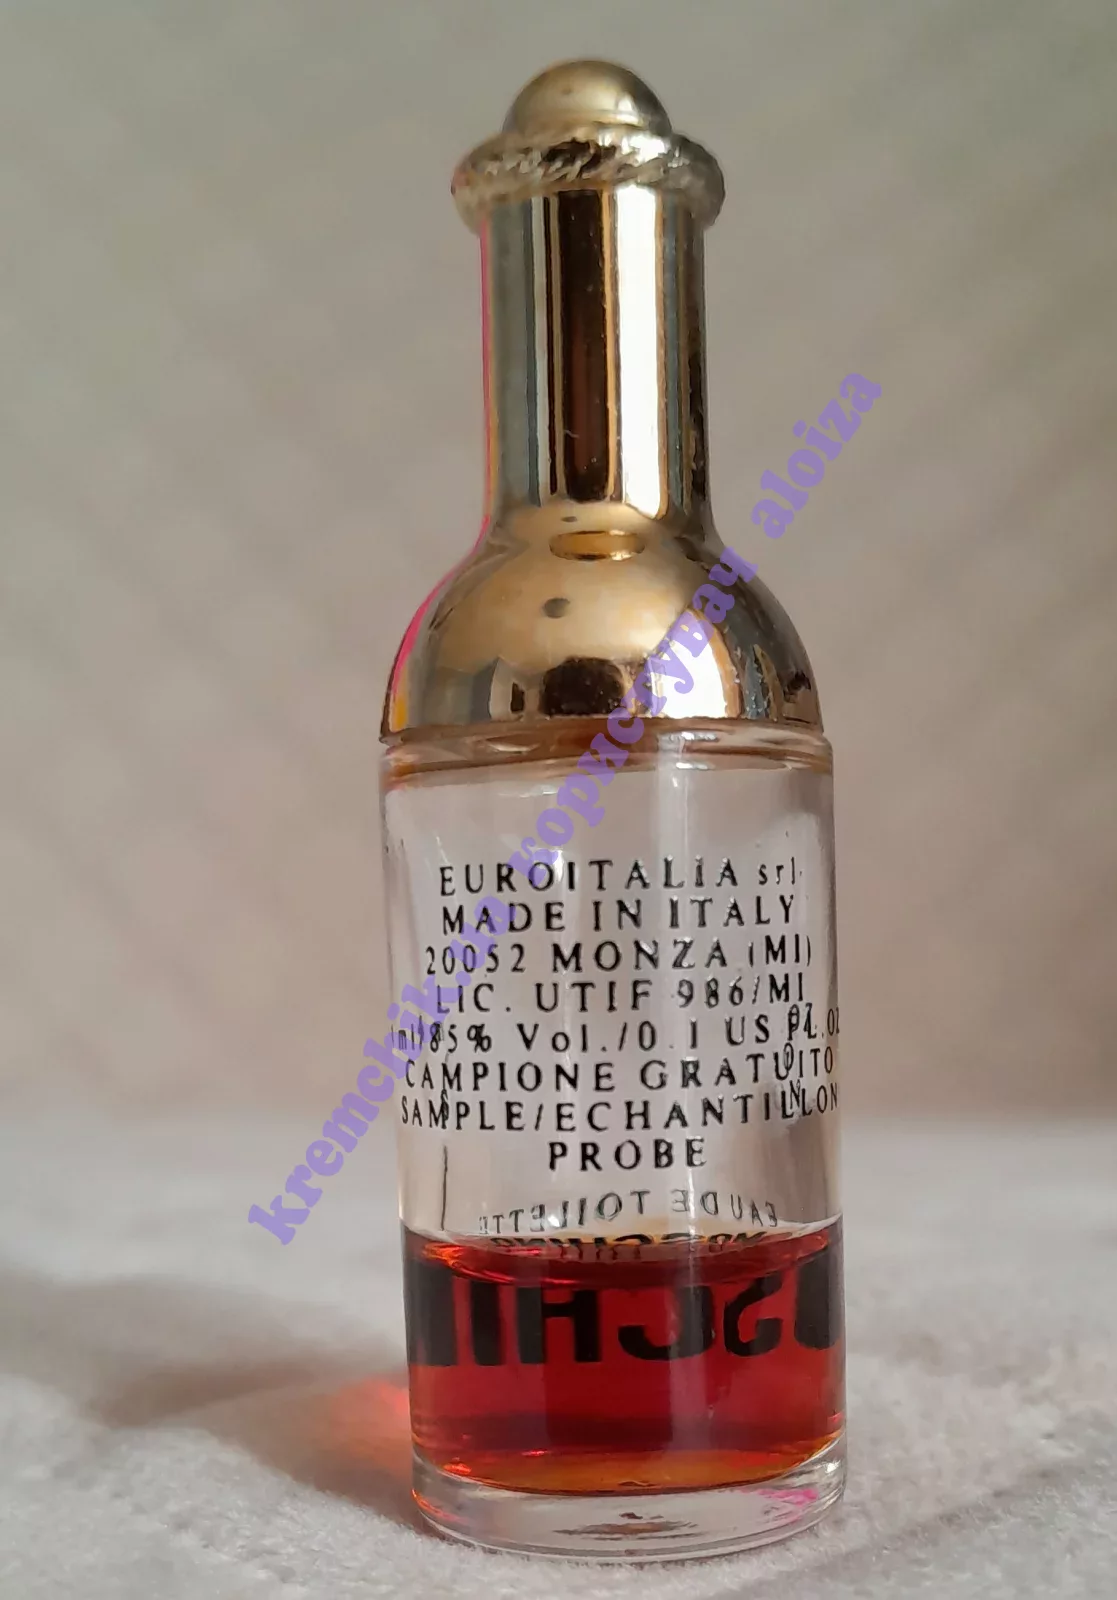 EUROITALIA srl.
MADE IN ITALY
20052 MONZA (MI)
LIC. UTIF 986/MI
ml/85% Vol./0.1 US FL.OZ
CAMPIONE GRATUITO
SAMPLE/ECHANTILLON
PROBE
EAU DE TOILETTE
kremchik.ua користувач aloiza